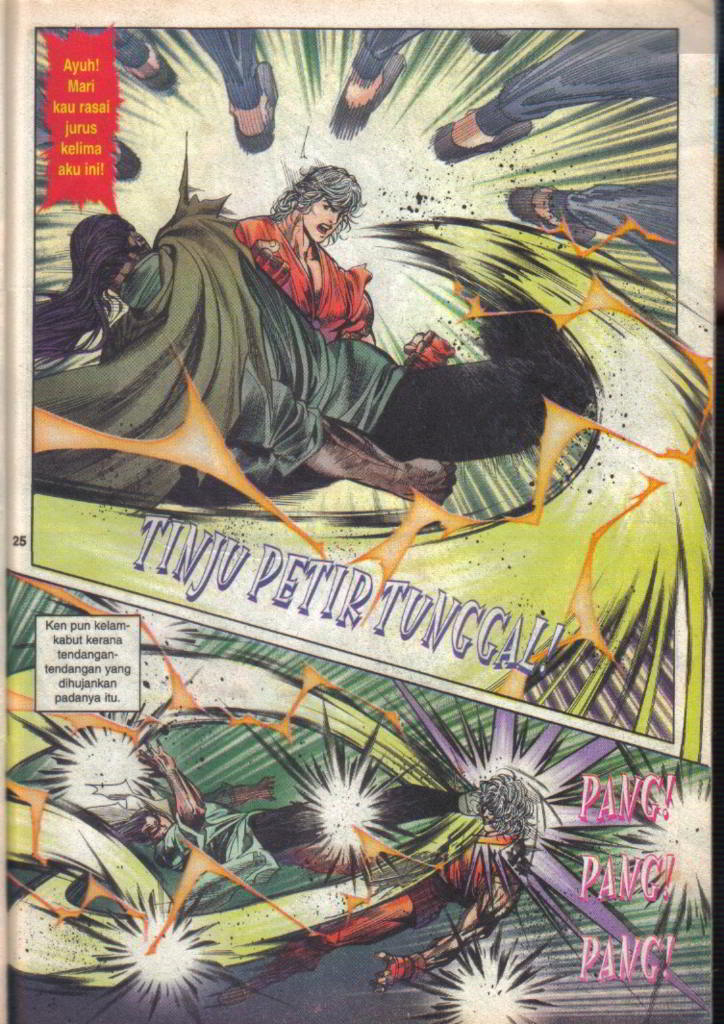 Ayuh!
Mari
kau rasai
jurus
kelima
aku ini!
25
TINJU PETIR TUNGGAL!
Ken pun kelam-
kabut kerana
tendangan-
tendangan yang
dihujankan
padanya itu.
PANG!
PANG!
PANG!